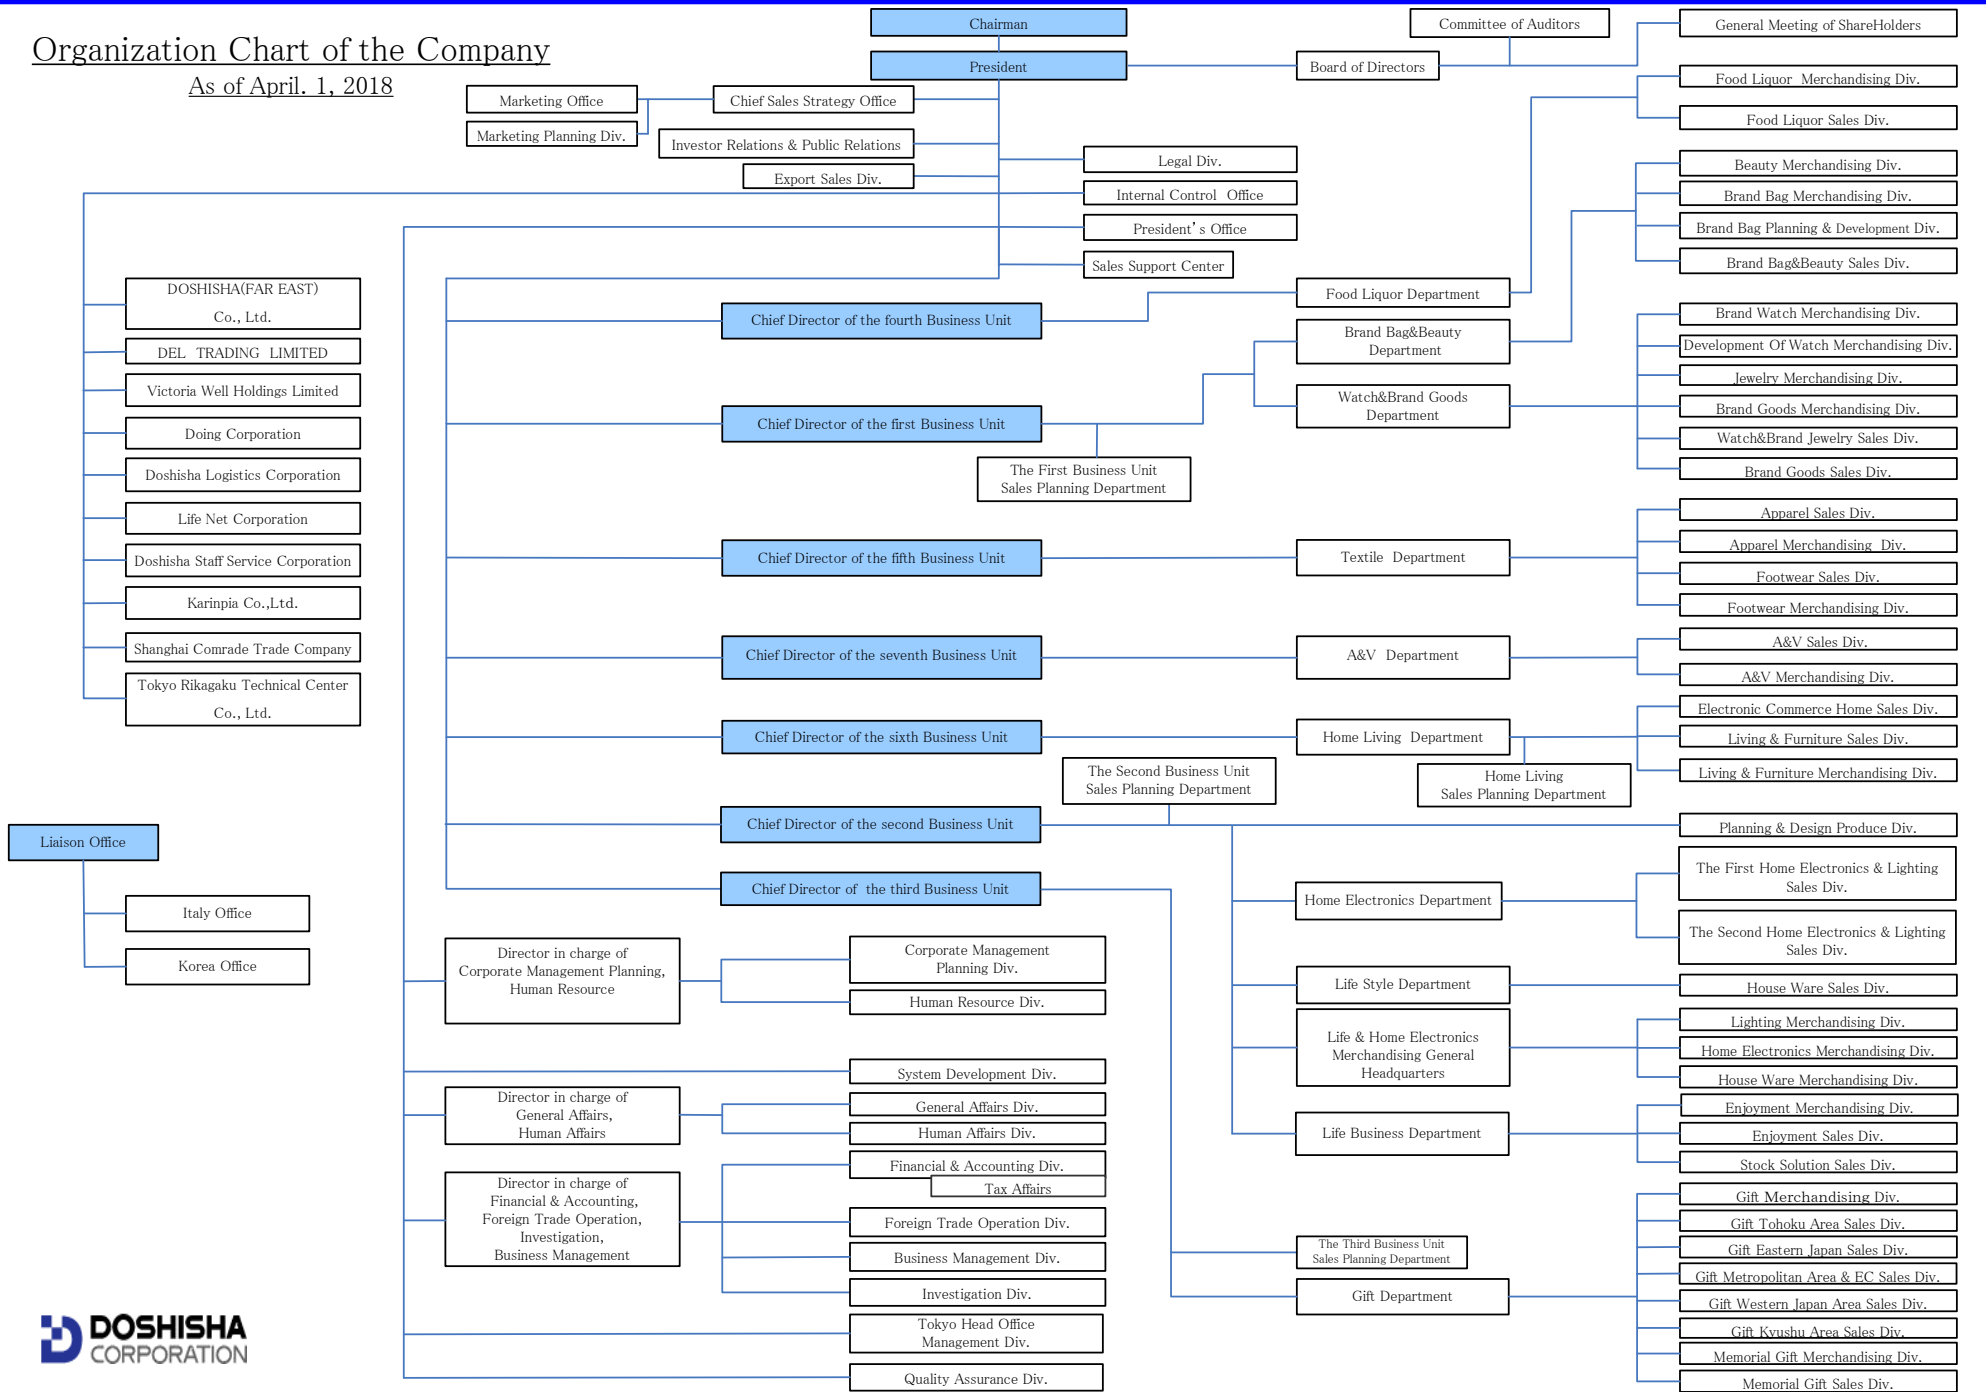 Organization Chart of the Company
As of April. 1, 2018
Chairman
President
Board of Directors
Committee of Auditors
General Meeting of ShareHolders
Marketing Office
Marketing Planning Div.
Chief Sales Strategy Office
Investor Relations & Public Relations
Export Sales Div.
Legal Div.
Internal Control Office
President's Office
Sales Support Center
DOSHISHA(FAR EAST)
Co., Ltd.
DEL TRADING LIMITED
Victoria Well Holdings Limited
Doing Corporation
Doshisha Logistics Corporation
Life Net Corporation
Doshisha Staff Service Corporation
Karinpia Co.,Ltd.
Shanghai Comrade Trade Company
Tokyo Rikagaku Technical Center
Co., Ltd.
Liaison Office
Italy Office
Korea Office
Chief Director of the fourth Business Unit
Food Liquor Department
Food Liquor Merchandising Div.
Food Liquor Sales Div.
Chief Director of the first Business Unit
The First Business Unit
Sales Planning Department
Brand Bag&Beauty
Department
Beauty Merchandising Div.
Brand Bag Merchandising Div.
Brand Bag Planning & Development Div.
Brand Bag&Beauty Sales Div.
Watch&Brand Goods
Department
Brand Watch Merchandising Div.
Development Of Watch Merchandising Div.
Jewelry Merchandising Div.
Brand Goods Merchandising Div.
Watch&Brand Jewelry Sales Div.
Brand Goods Sales Div.
Chief Director of the fifth Business Unit
Textile Department
Apparel Sales Div.
Apparel Merchandising Div.
Footwear Sales Div.
Footwear Merchandising Div.
Chief Director of the seventh Business Unit
A&V Department
A&V Sales Div.
A&V Merchandising Div.
Chief Director of the sixth Business Unit
Home Living Department
Home Living
Sales Planning Department
Electronic Commerce Home Sales Div.
Living & Furniture Sales Div.
Living & Furniture Merchandising Div.
The Second Business Unit
Sales Planning Department
Chief Director of the second Business Unit
Planning & Design Produce Div.
Home Electronics Department
The First Home Electronics & Lighting
Sales Div.
The Second Home Electronics & Lighting
Sales Div.
Life Style Department
House Ware Sales Div.
Life & Home Electronics
Merchandising General
Headquarters
Lighting Merchandising Div.
Home Electronics Merchandising Div.
House Ware Merchandising Div.
Life Business Department
Enjoyment Merchandising Div.
Enjoyment Sales Div.
Stock Solution Sales Div.
Chief Director of the third Business Unit
The Third Business Unit
Sales Planning Department
Gift Department
Gift Merchandising Div.
Gift Tohoku Area Sales Div.
Gift Eastern Japan Sales Div.
Gift Metropolitan Area & EC Sales Div.
Gift Western Japan Area Sales Div.
Gift Kyushu Area Sales Div.
Memorial Gift Merchandising Div.
Memorial Gift Sales Div.
Director in charge of
Corporate Management Planning,
Human Resource
Corporate Management
Planning Div.
Human Resource Div.
System Development Div.
Director in charge of
General Affairs,
Human Affairs
General Affairs Div.
Human Affairs Div.
Director in charge of
Financial & Accounting,
Foreign Trade Operation,
Investigation,
Business Management
Financial & Accounting Div.
Tax Affairs
Foreign Trade Operation Div.
Business Management Div.
Investigation Div.
Tokyo Head Office
Management Div.
Quality Assurance Div.
DOSHISHA
CORPORATION